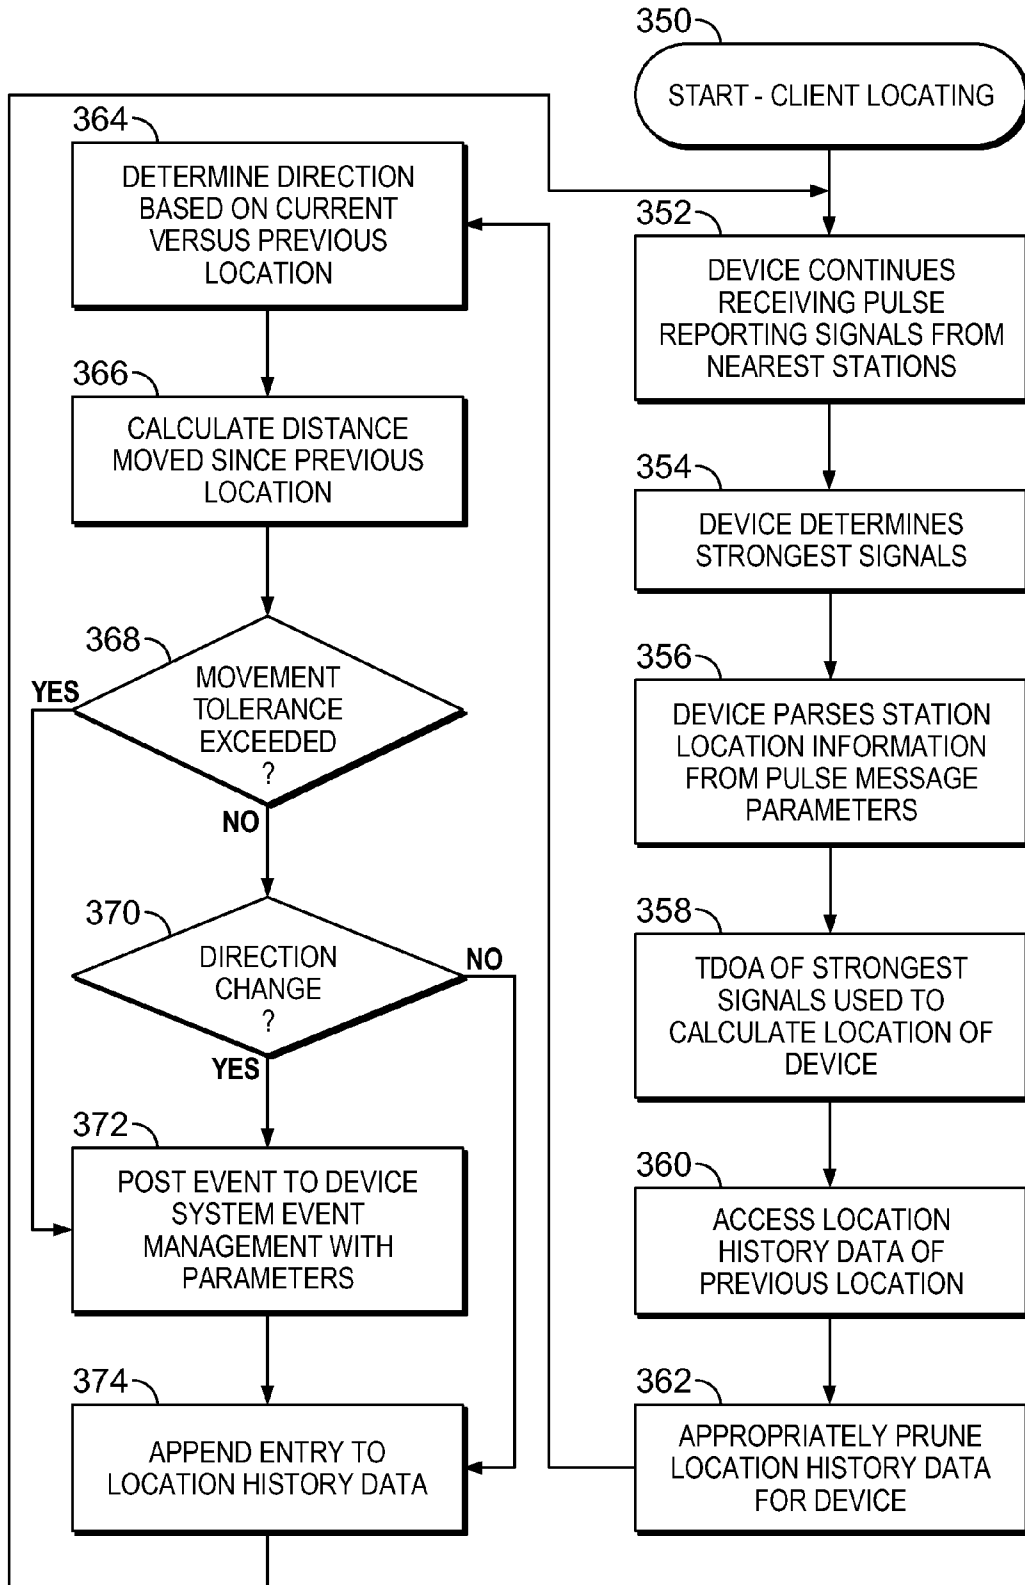 350
START - CLIENT LOCATING
352
DEVICE CONTINUES
RECEIVING PULSE
REPORTING SIGNALS FROM
NEAREST STATIONS
354
DEVICE DETERMINES
STRONGEST SIGNALS
356
DEVICE PARSES STATION
LOCATION INFORMATION
FROM PULSE MESSAGE
PARAMETERS
358
TDOA OF STRONGEST
SIGNALS USED TO
CALCULATE LOCATION OF
DEVICE
360
ACCESS LOCATION
HISTORY DATA OF
PREVIOUS LOCATION
362
APPROPRIATELY PRUNE
LOCATION HISTORY DATA
FOR DEVICE
364
DETERMINE DIRECTION
BASED ON CURRENT
VERSUS PREVIOUS
LOCATION
366
CALCULATE DISTANCE
MOVED SINCE PREVIOUS
LOCATION
368
MOVEMENT
TOLERANCE
EXCEEDED
?
YES
NO
370
DIRECTION
CHANGE
?
NO
YES
372
POST EVENT TO DEVICE
SYSTEM EVENT
MANAGEMENT WITH
PARAMETERS
374
APPEND ENTRY TO
LOCATION HISTORY DATA